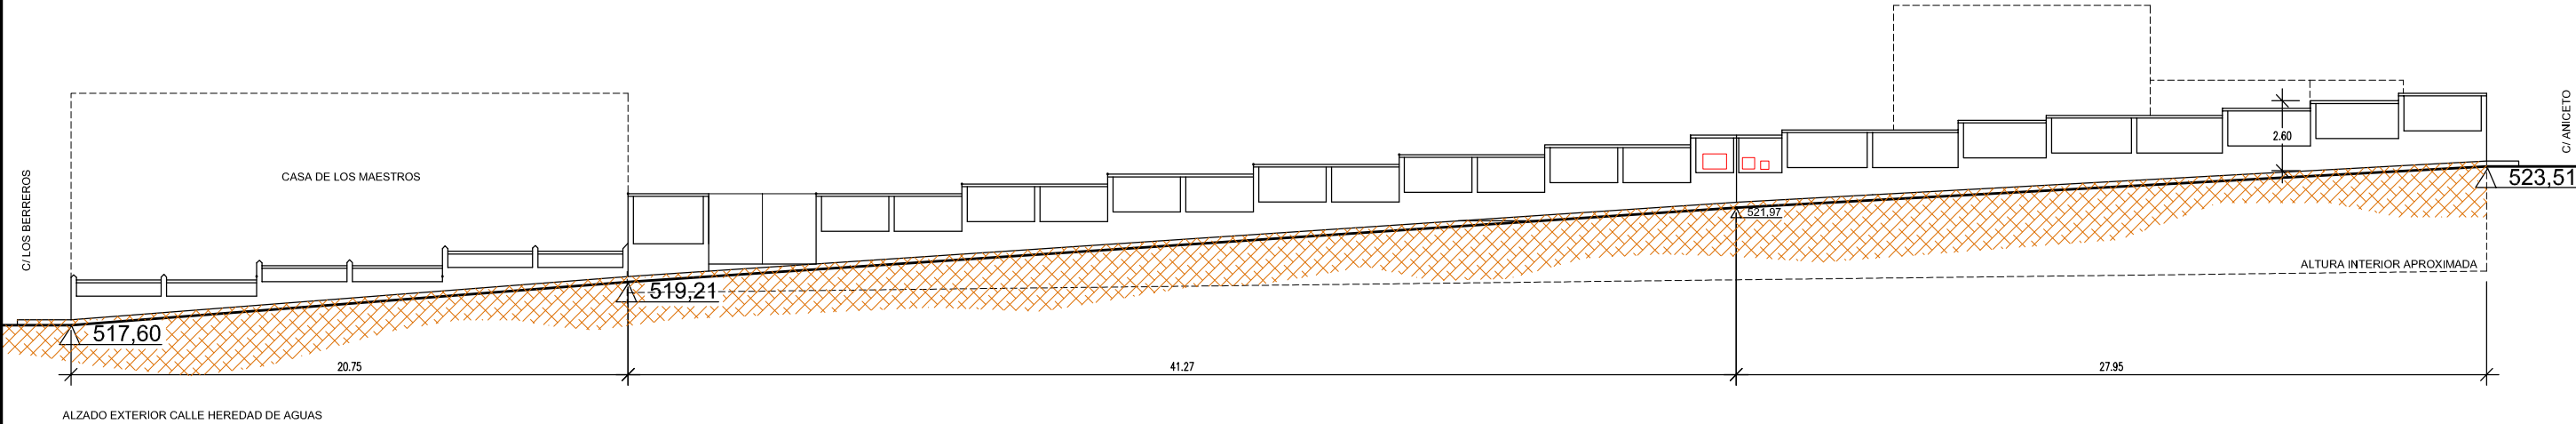 C/ LOS BERREROS
CASA DE LOS MAESTROS
2.60
C/ ANICETO
523,51
521,97
ALTURA INTERIOR APROXIMADA
519,21
517,60
20.75
41.27
27.95
ALZADO EXTERIOR CALLE HEREDAD DE AGUAS